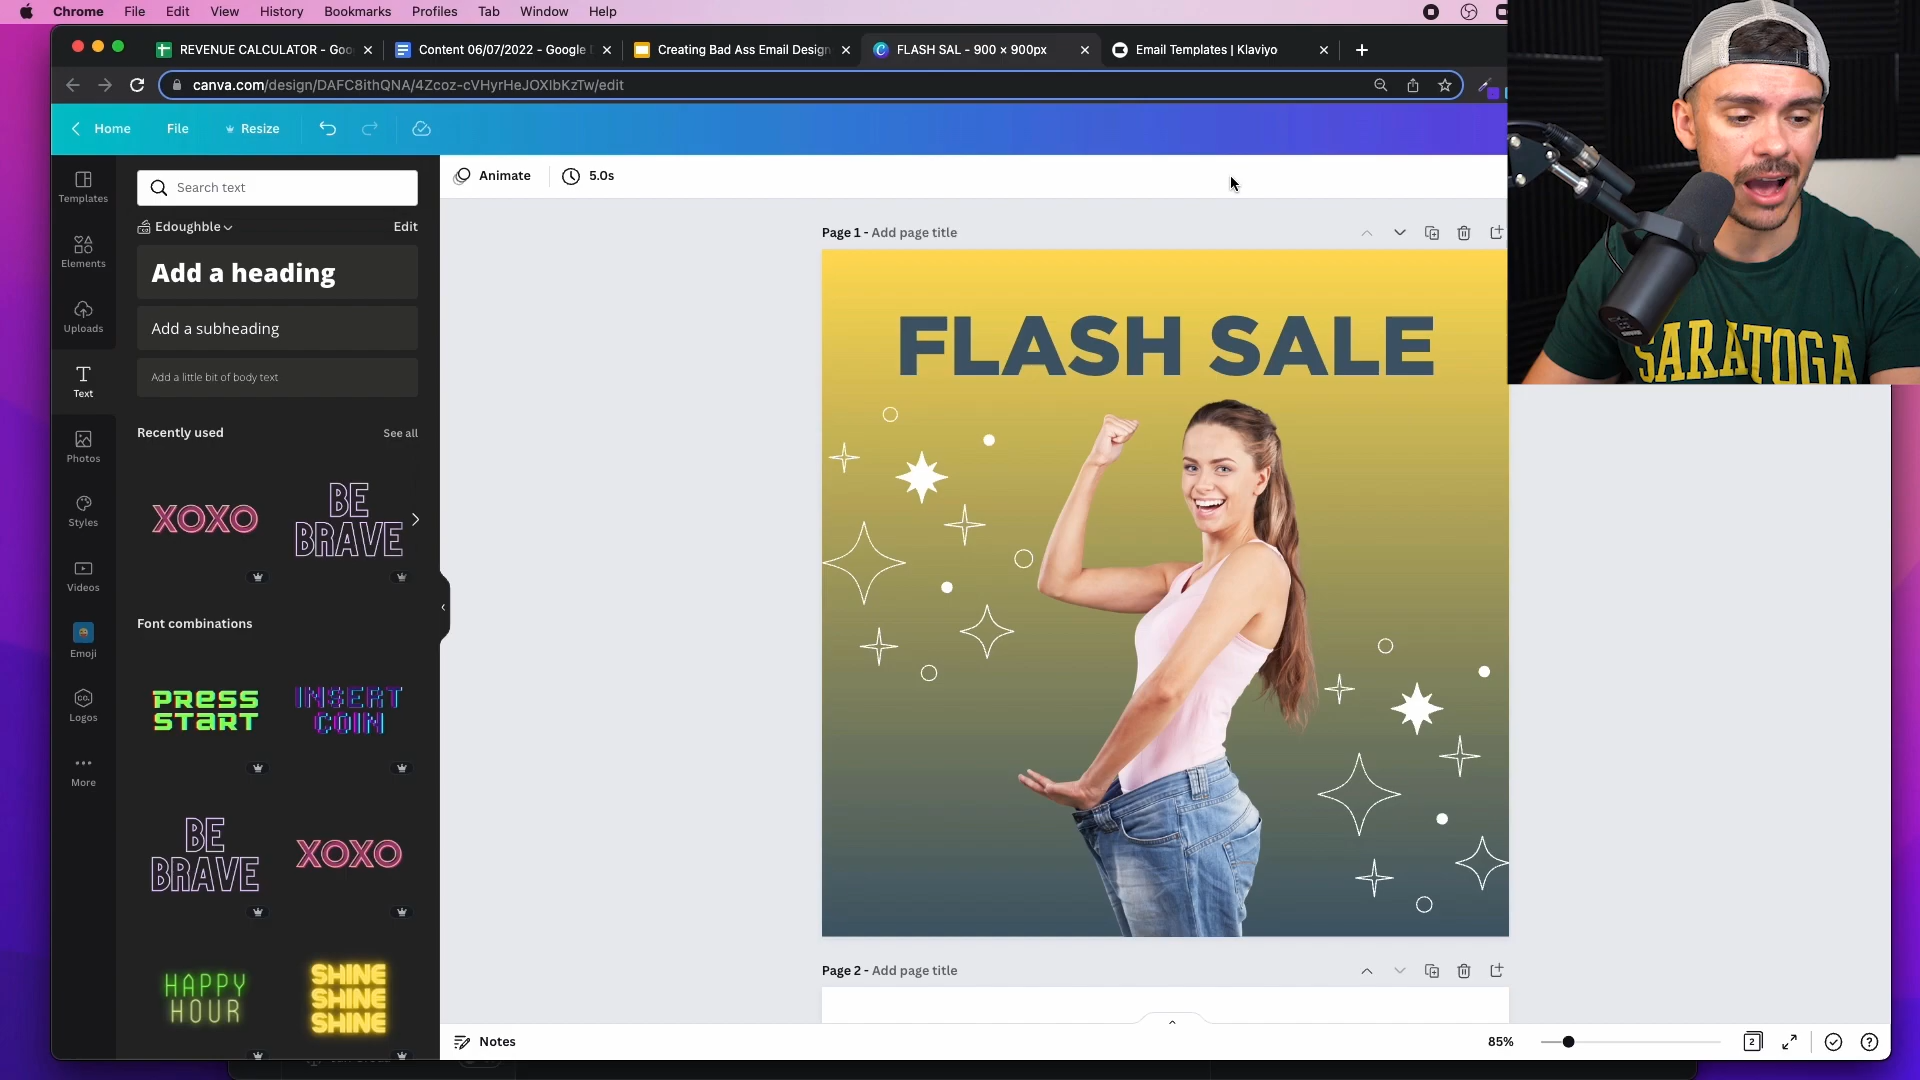 Chrome File Edit View History Bookmarks Profiles Tab Window Help
REVENUE CALCULATOR - Goo
Content 06/07/2022 - Google
Creating Bad Ass Email Design
FLASH SAL - 900 × 900px
Email Templates | Klaviyo
canva.com/design/DAFC8ithQNA/4Zcoz-cVHyrHeJOXIbKzTw/edit
Home File Resize
Templates
Elements
Uploads
Text
Photos
Styles
Videos
Emoji
CO.
Logos
More
Search text
Edoughble Edit
Add a heading
Add a subheading
Add a little bit of body text
Recently used See all
XOXO
BE
BRAVE
Font combinations
PRESS
START
INSERT
COIN
BE
BRAVE
XOXO
HAPPY
HOUR
SHINE
SHINE
SHINE
Animate 5.0s
Page 1 - Add page title
FLASH SALE
Page 2 - Add page title
Notes
85%
2
SARATOGA